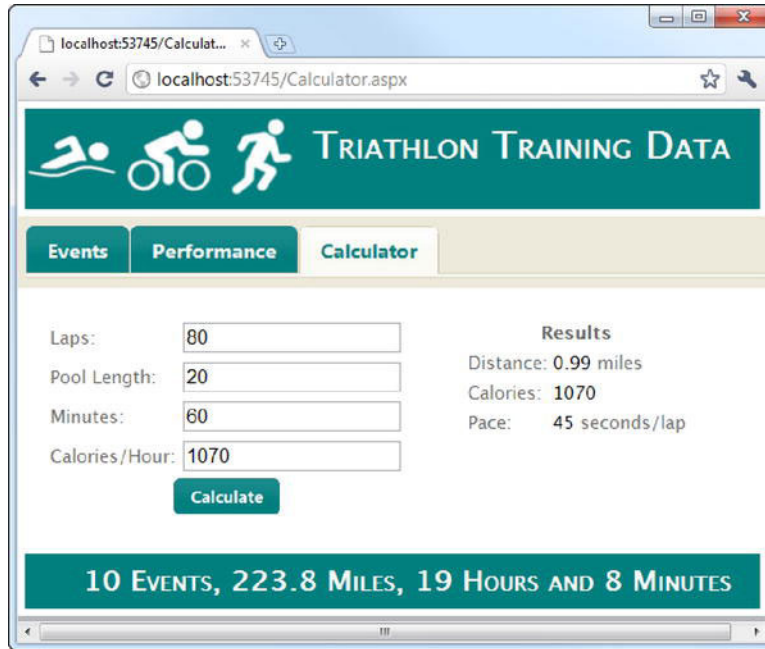 localhost:53745/Calculat...
localhost:53745/Calculator.aspx
TRIATHLON TRAINING DATA
Events Performance Calculator
Laps: 80
Pool Length: 20
Minutes: 60
Calories/Hour: 1070
Calculate
Results
Distance: 0.99 miles
Calories: 1070
Pace: 45 seconds/lap
10 EVENTS, 223.8 MILES, 19 HOURS AND 8 MINUTES